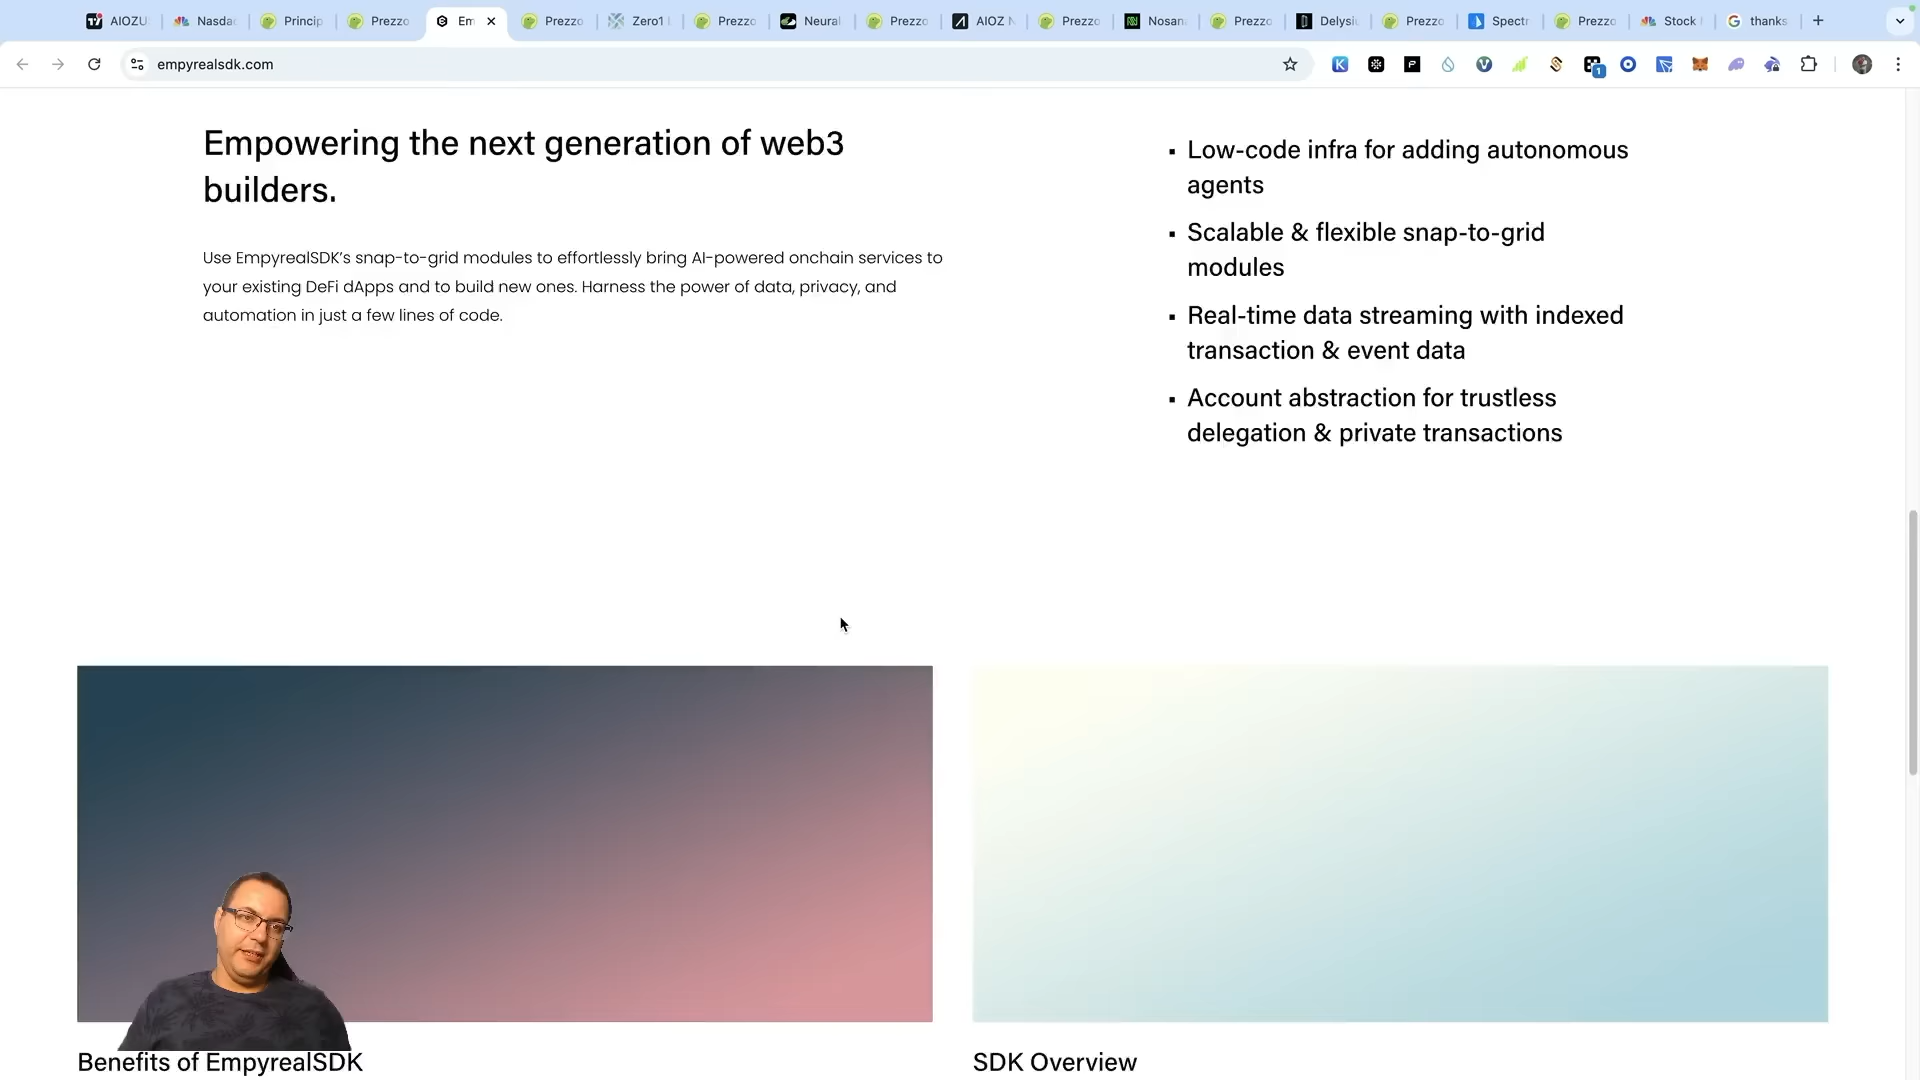 AIOZU
Nasda
Princip
Prezzo
Em
Prezzo
Zero1
Prezzo
Neural
Prezzo
AIOZ N
Prezzo
Nosan
Prezzo
Delysi
Prezzo
Spectr
Prezzo
Stock
thanks
empyrealsdk.com
1
Empowering the next generation of web3
builders.
Use EmpyrealSDK’s snap-to-grid modules to effortlessly bring AI-powered onchain services to
your existing DeFi dApps and to build new ones. Harness the power of data, privacy, and
automation in just a few lines of code.
▪ Low-code infra for adding autonomous
agents
▪ Scalable & flexible snap-to-grid
modules
▪ Real-time data streaming with indexed
transaction & event data
▪ Account abstraction for trustless
delegation & private transactions
Benefits of EmpyrealSDK
SDK Overview